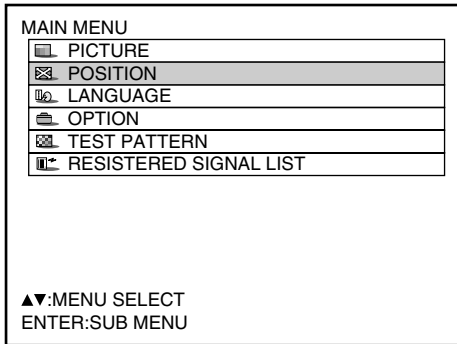 MAIN MENU
PICTURE
POSITION
LANGUAGE
OPTION
TEST PATTERN
RESISTERED SIGNAL LIST
▲▼:MENU SELECT
ENTER:SUB MENU